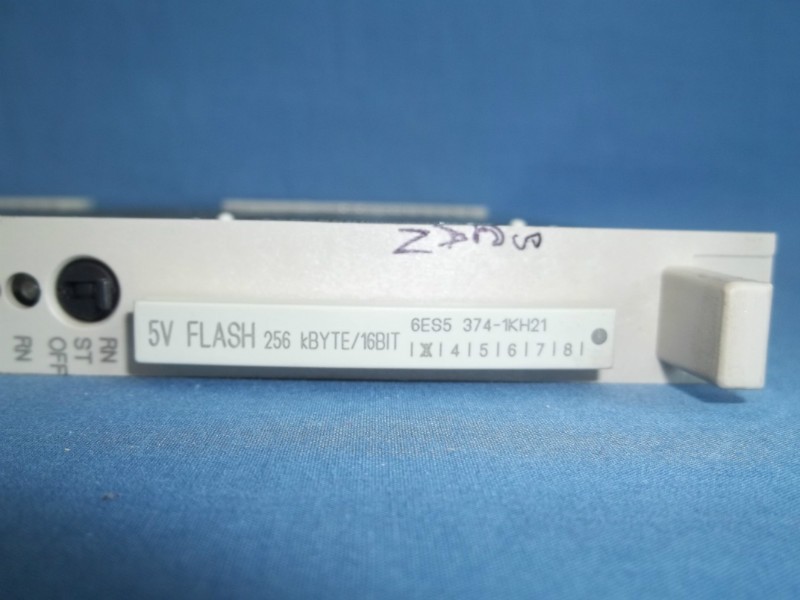 5V FLASH 256 kBYTE/16BIT
6ES5 374-1KH21
|X|4|5|6|7|8|
RN
ST
OFF
RN